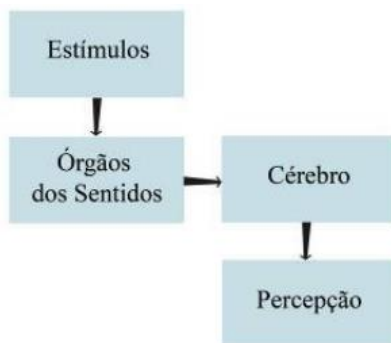 Estímulos
Órgãos
dos Sentidos
Cérebro
Percepção